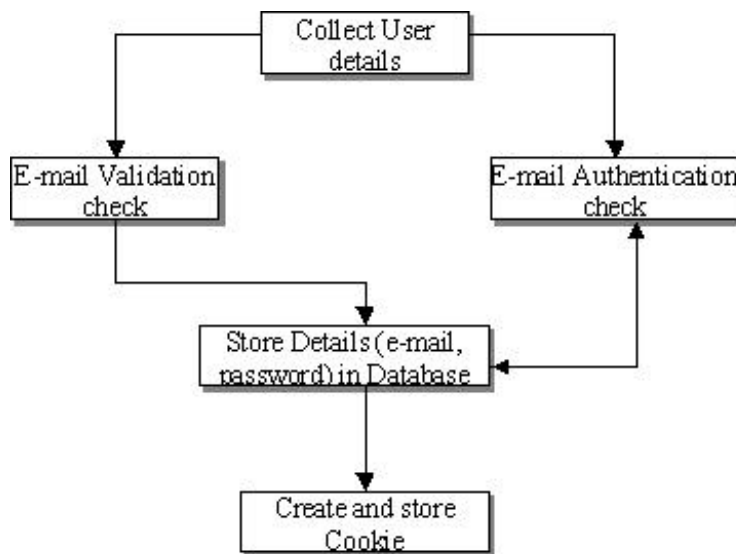 Collect User
details
E-mail Validation
check
E-mail Authentication
check
Store Details (e-mail,
password) in Database
Create and store
Cookie